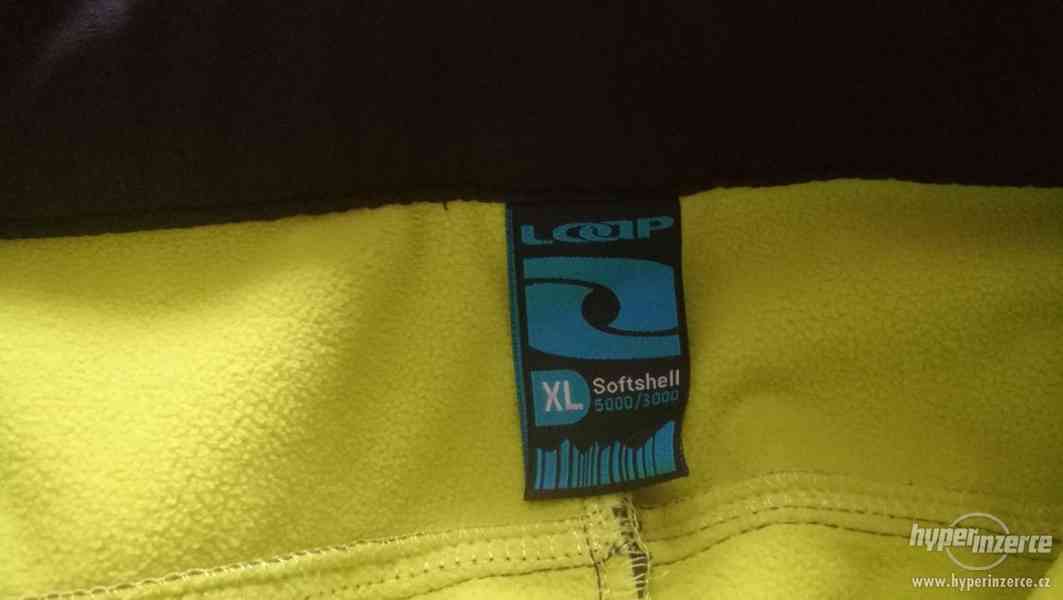 LOAP
XL Softshell
5000/3000
hyperinzerce
www.hyperinzerce.cz